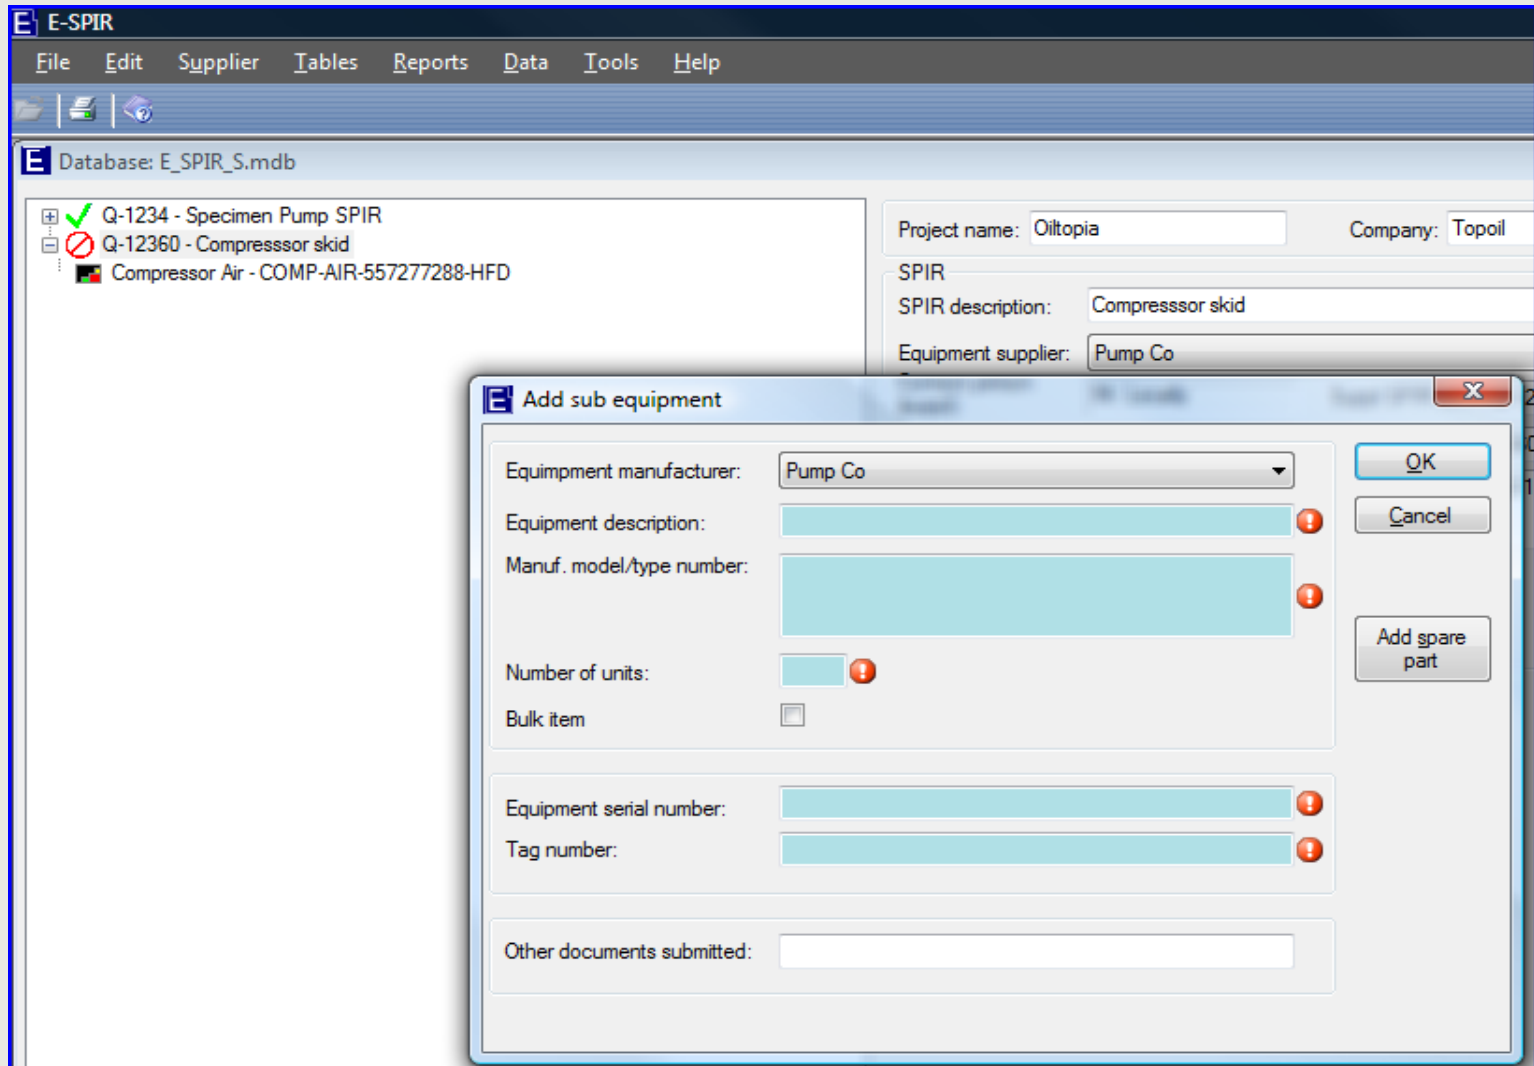 E-SPIR
File Edit Supplier Tables Reports Data Tools Help
Database: E_SPIR_S.mdb
Q-1234 - Specimen Pump SPIR
Q-12360 - Compresssor skid
Compressor Air - COMP-AIR-557277288-HFD
Project name: Oiltopia Company: Topoil
SPIR
SPIR description: Compresssor skid
Equipment supplier: Pump Co
Add sub equipment
Equimpment manufacturer: Pump Co
OK
Equipment description:
Cancel
Manuf. model/type number:
Add spare
part
Number of units:
Bulk item
Equipment serial number:
Tag number:
Other documents submitted: